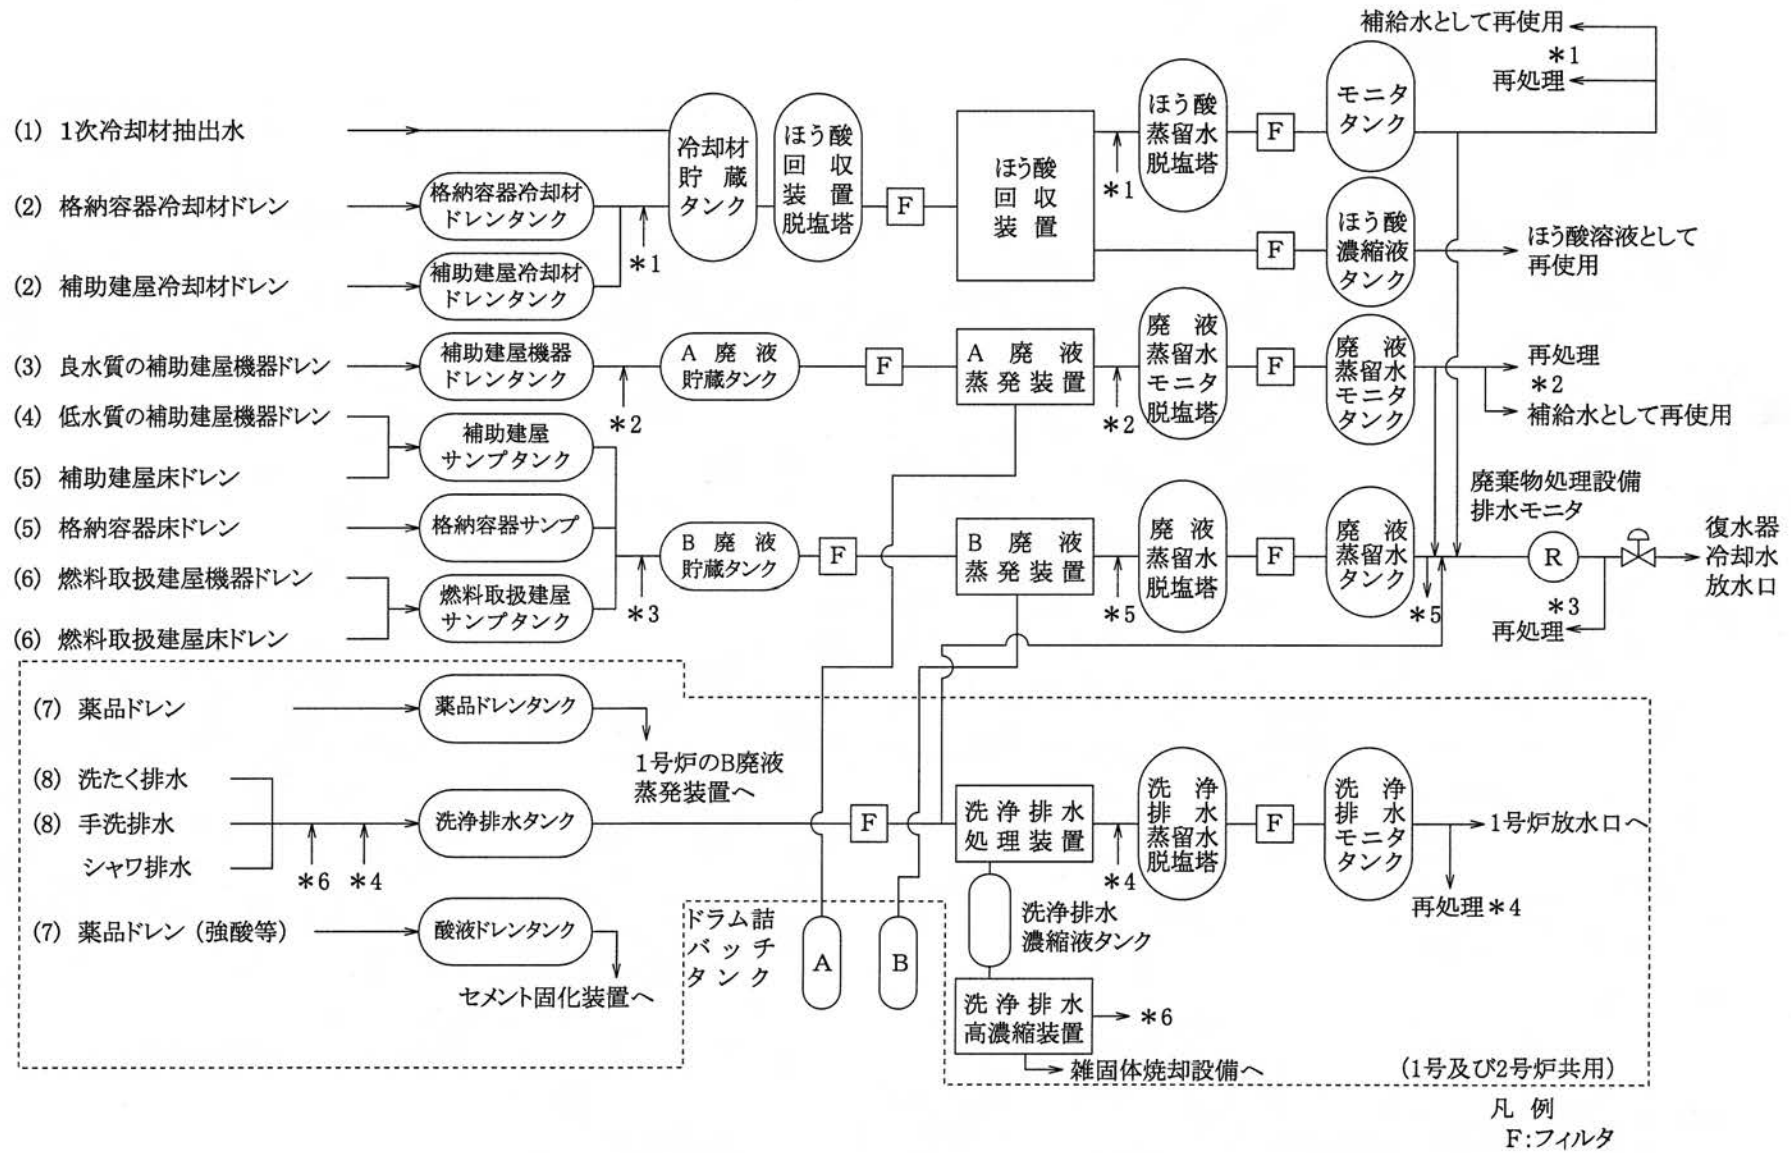 補給水として再使用
*1
再処理
(1) 1次冷却材抽出水
冷却材
貯蔵
タンク
ほう酸
回収
装置
脱塩塔
F
ほう酸
回収
装置
*1
ほう酸
蒸留水
脱塩塔
F
モニタ
タンク
(2) 格納容器冷却材ドレン
格納容器冷却材
ドレンタンク
*1
(2) 補助建屋冷却材ドレン
補助建屋冷却材
ドレンタンク
F
ほう酸
濃縮液
タンク
ほう酸溶液として
再使用
(3) 良水質の補助建屋機器ドレン
補助建屋機器
ドレンタンク
*2
A 廃液
貯蔵タンク
F
A 廃液
蒸発装置
*2
廃液
蒸留水
モニタ
脱塩塔
F
廃液
蒸留水
モニタ
タンク
再処理
*2
補給水として再使用
(4) 低水質の補助建屋機器ドレン
(5) 補助建屋床ドレン
補助建屋
サンプタンク
(5) 格納容器床ドレン
格納容器サンプ
(6) 燃料取扱建屋機器ドレン
(6) 燃料取扱建屋床ドレン
燃料取扱建屋
サンプタンク
*3
B 廃液
貯蔵タンク
F
B 廃液
蒸発装置
*5
廃液
蒸留水
脱塩塔
F
廃液
蒸留水
タンク
*5
廃棄物処理設備
排水モニタ
R
*3
再処理
復水器
冷却水
放水口
(7) 薬品ドレン
薬品ドレンタンク
1号炉のB廃液
蒸発装置へ
(8) 洗たく排水
(8) 手洗排水
シャワ排水
*6
*4
洗浄排水タンク
F
洗浄排水
処理装置
*4
洗浄
排水
蒸留水
脱塩塔
F
洗浄
排水
モニタ
タンク
1号炉放水口へ
再処理*4
(7) 薬品ドレン(強酸等)
酸液ドレンタンク
セメント固化装置へ
ドラム詰
バッチ
タンク
A
B
洗浄排水
濃縮液タンク
洗浄排水
高濃縮装置
*6
雑固体焼却設備へ
(1号及び2号炉共用)
凡例
F:フィルタ